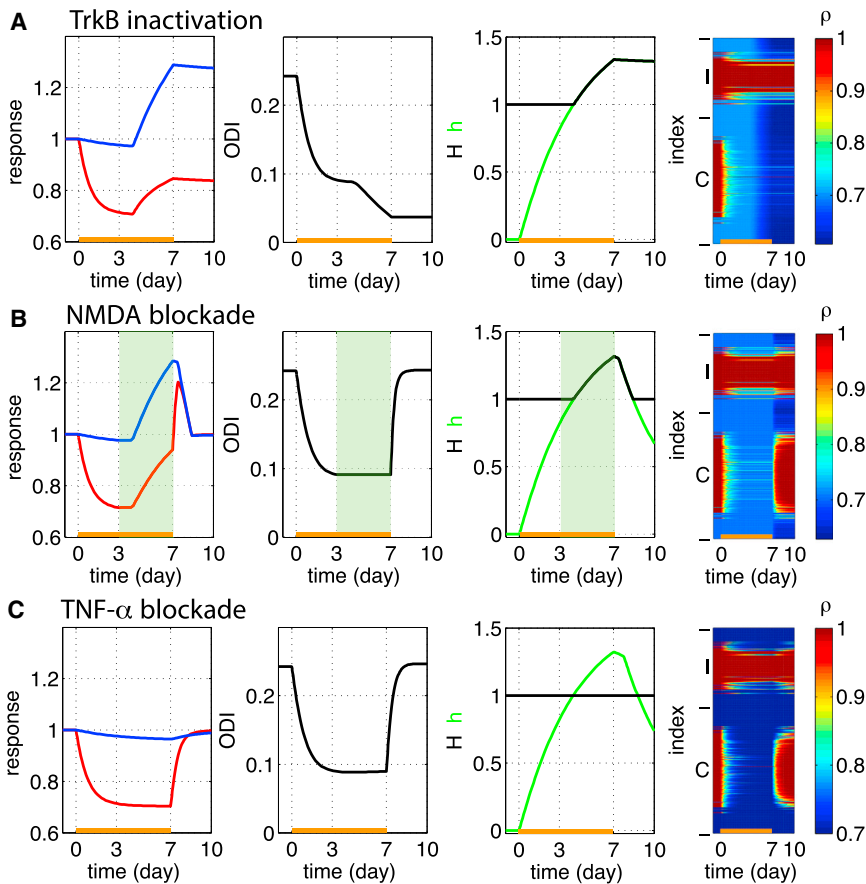 A TrkB inactivation
response
1.2
1
0.8
0.6
0 3 7 10
time (day)
ODI
0.2
0.1
0
0 3 7 10
time (day)
H h
1.5
1
0.5
0
0 3 7 10
time (day)
index
I
C
0 7 10
time (day)
ρ
1
0.9
0.8
0.7
B NMDA blockade
response
1.2
1
0.8
0.6
0 3 7 10
time (day)
ODI
0.2
0.1
0
0 3 7 10
time (day)
H h
1.5
1
0.5
0
0 3 7 10
time (day)
index
I
C
0 7 10
time (day)
ρ
1
0.9
0.8
0.7
C TNF-α blockade
response
1.2
1
0.8
0.6
0 3 7 10
time (day)
ODI
0.2
0.1
0
0 3 7 10
time (day)
H h
1.5
1
0.5
0
0 3 7 10
time (day)
index
I
C
0 7 10
time (day)
ρ
1
0.9
0.8
0.7